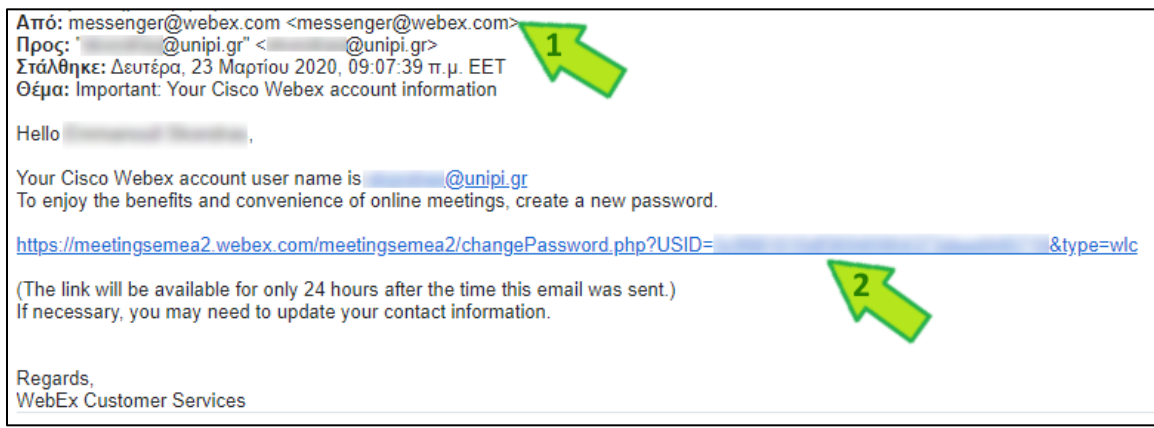 Από: messenger@webex.com <messenger@webex.com>
1
Προς: " @unipi.gr" < @unipi.gr>
Στάλθηκε: Δευτέρα, 23 Μαρτίου 2020, 09:07:39 π.μ. EET
Θέμα: Important: Your Cisco Webex account information
Hello ,
Your Cisco Webex account user name is @unipi.gr
To enjoy the benefits and convenience of online meetings, create a new password.
https://meetingsemea2.webex.com/meetingsemea2/changePassword.php?USID= &type=wlc
2
(The link will be available for only 24 hours after the time this email was sent.)
If necessary, you may need to update your contact information.
Regards,
WebEx Customer Services